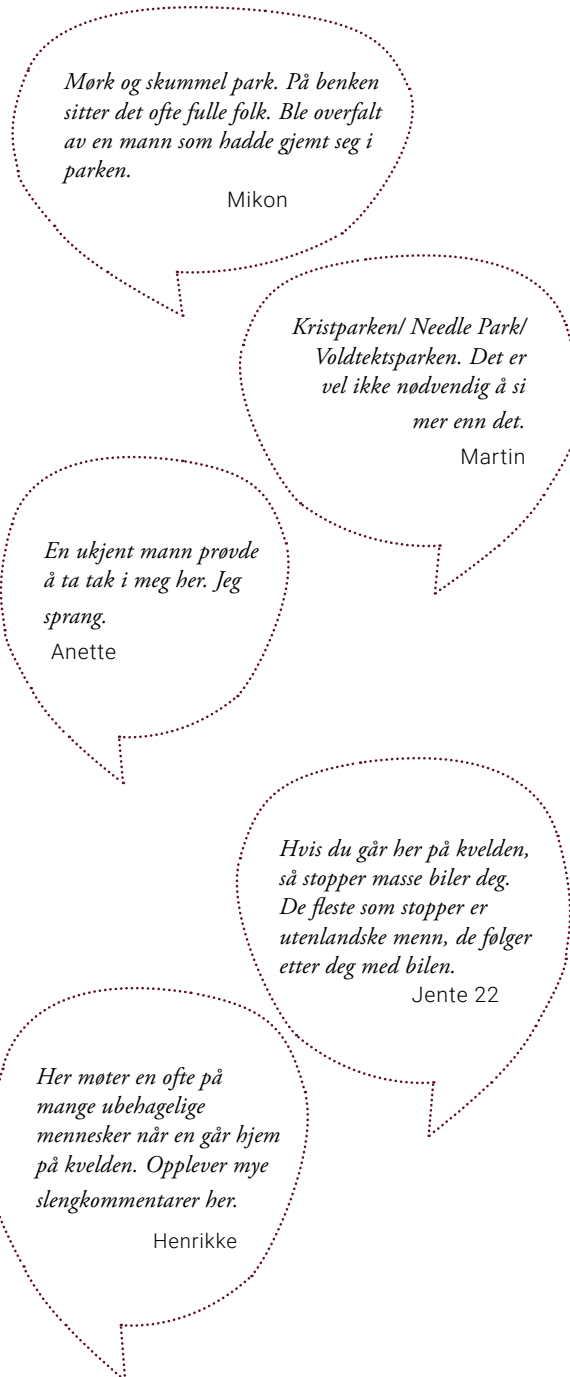 Mørk og skummel park. På benken
sitter det ofte fulle folk. Ble overfalt
av en mann som hadde gjemt seg i
parken.
Mikon
Kristparken/ Needle Park/
Voldtektsparken. Det er
vel ikke nødvendig å si
mer enn det.
Martin
En ukjent mann prøvde
å ta tak i meg her. Jeg
sprang.
Anette
Hvis du går her på kvelden,
så stopper masse biler deg.
De fleste som stopper er
utenlandske menn, de følger
etter deg med bilen.
Jente 22
Her møter en ofte på
mange ubehagelige
mennesker når en går hjem
på kvelden. Opplever mye
slengkommentarer her.
Henrikke